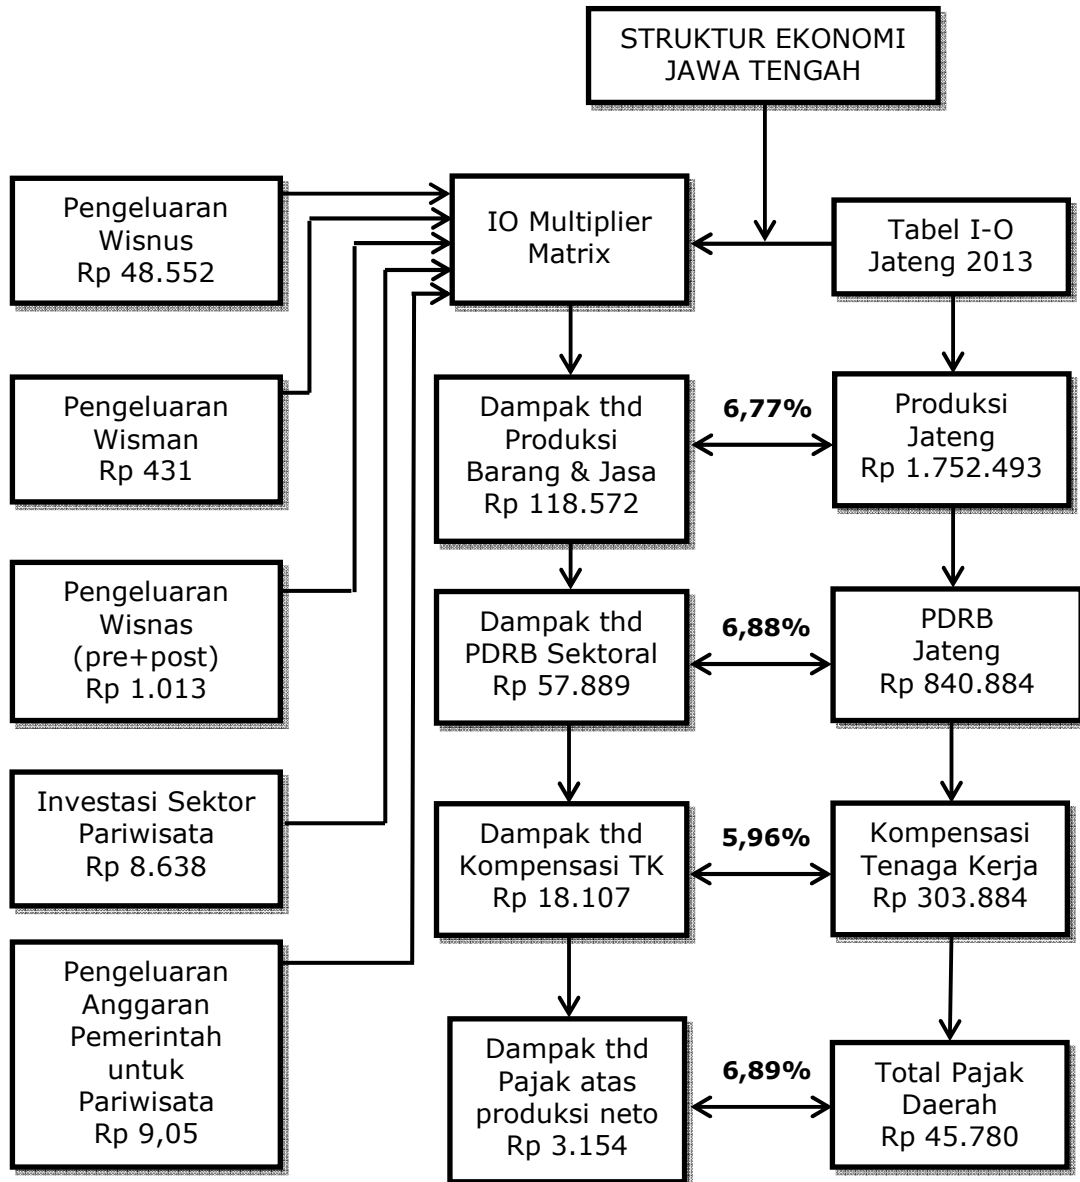 STRUKTUR EKONOMI
JAWA TENGAH
Pengeluaran
Wisnus
Rp 48.552
IO Multiplier
Matrix
Tabel I-O
Jateng 2013
Pengeluaran
Wisman
Rp 431
Dampak thd
Produksi
Barang & Jasa
Rp 118.572
6,77%
Produksi
Jateng
Rp 1.752.493
Pengeluaran
Wisnas
(pre+post)
Rp 1.013
Dampak thd
PDRB Sektoral
Rp 57.889
6,88%
PDRB
Jateng
Rp 840.884
Investasi Sektor
Pariwisata
Rp 8.638
Dampak thd
Kompensasi TK
Rp 18.107
5,96%
Kompensasi
Tenaga Kerja
Rp 303.884
Pengeluaran
Anggaran
Pemerintah
untuk
Pariwisata
Rp 9,05
Dampak thd
Pajak atas
produksi neto
Rp 3.154
6,89%
Total Pajak
Daerah
Rp 45.780